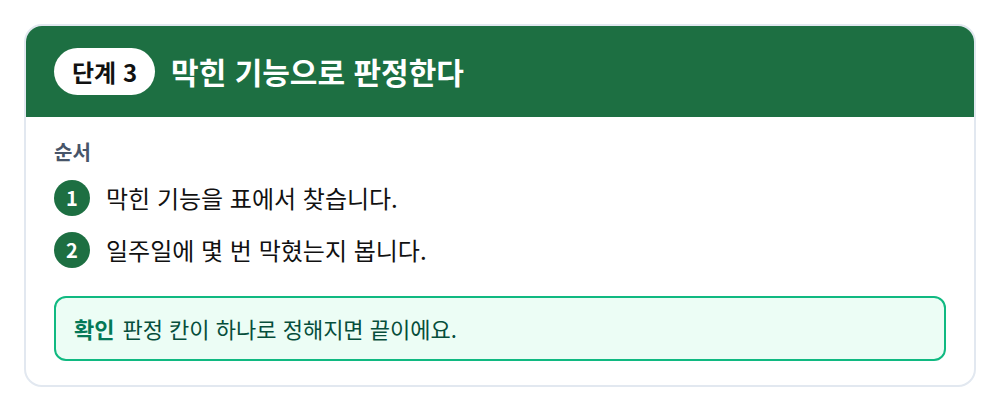 단계 3 막힌 기능으로 판정한다
순서
1 막힌 기능을 표에서 찾습니다.
2 일주일에 몇 번 막혔는지 봅니다.
확인 판정 칸이 하나로 정해지면 끝이에요.